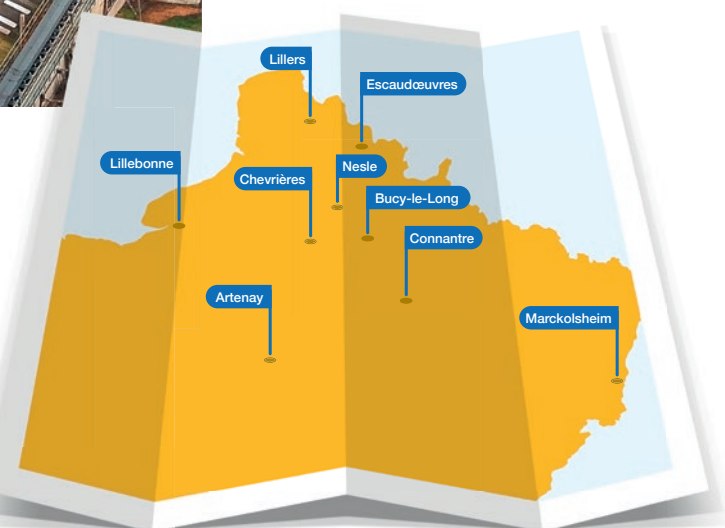 Lillers
Escaudœuvres
Lillebonne
Nesle
Chevrières
Bucy-le-Long
Connantre
Artenay
Marckolsheim